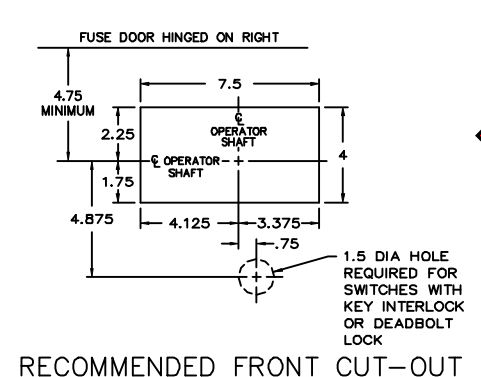 FUSE DOOR HINGED ON RIGHT
7.5
4.75
MINIMUM
2.25
℄
OPERATOR
SHAFT
℄ OPERATOR
SHAFT
4
1.75
4.875
4.125
3.375
.75
1.5 DIA HOLE
REQUIRED FOR
SWITCHES WITH
KEY INTERLOCK
OR DEADBOLT
LOCK
RECOMMENDED FRONT CUT-OUT